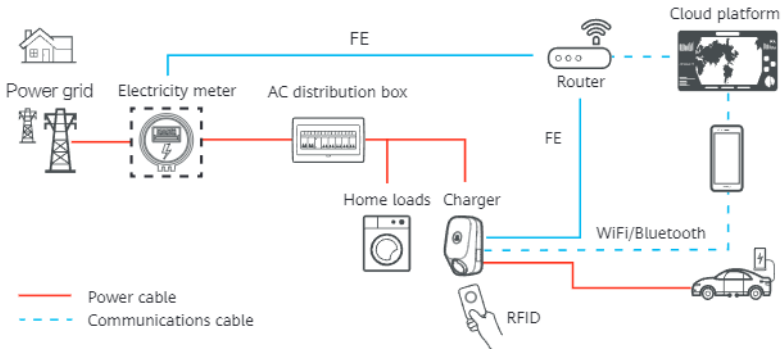 Cloud platform
FE
Power grid
Electricity meter
AC distribution box
Router
FE
Home loads
Charger
WiFi/Bluetooth
Power cable
Communications cable
RFID